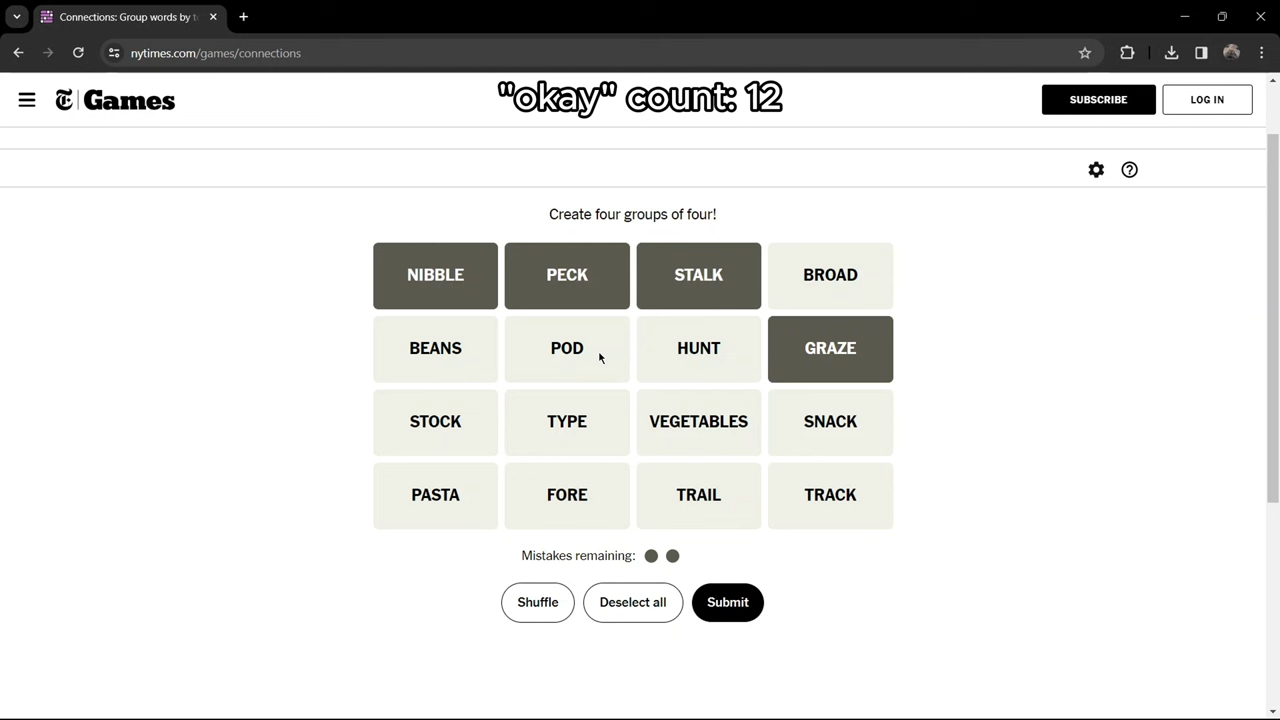 Connections: Group words by t
nytimes.com/games/connections
Games
"okay" count: 12
SUBSCRIBE
LOG IN
Create four groups of four!
NIBBLE PECK STALK BROAD
BEANS POD HUNT GRAZE
STOCK TYPE VEGETABLES SNACK
PASTA FORE TRAIL TRACK
Mistakes remaining:
Shuffle Deselect all Submit